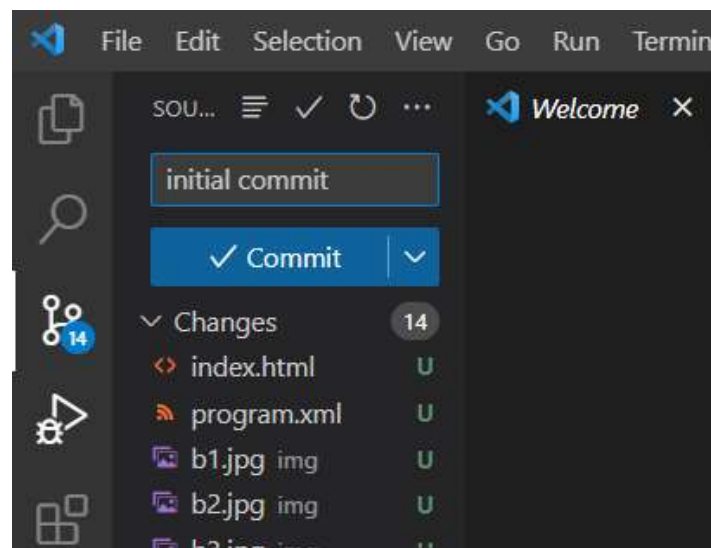 File Edit Selection View Go Run Termin
SOU... ... Welcome
initial commit
Commit
14
Changes 14
index.html U
program.xml U
b1.jpg img U
b2.jpg img U